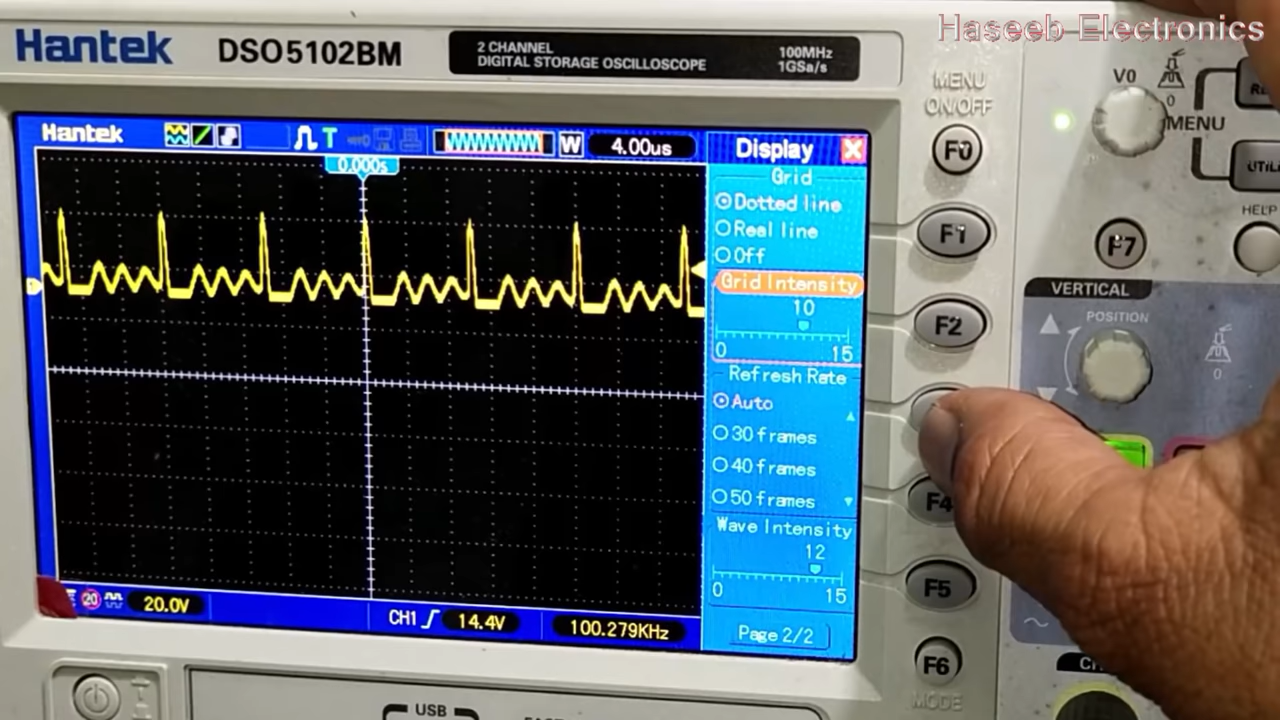 Haseeb Electronics
Hantek DSO5102BM
2 CHANNEL
DIGITAL STORAGE OSCILLOSCOPE
100MHz
1GSa/s
MENU
ON/OFF
F0
F1
F2
F4
F5
F6
MODE
V0
0
MENU
HELP
F7
VERTICAL
POSITION
0
Hantek
T
W
4.00us
0.000s
Display
Grid
Dotted line
Real line
Off
Grid Intensity
10
0 15
Refresh Rate
Auto
30 frames
40 frames
50 frames
Wave Intensity
12
0 15
Page 2/2
20
20.0V
CH1
14.4V
100.279KHz
USB